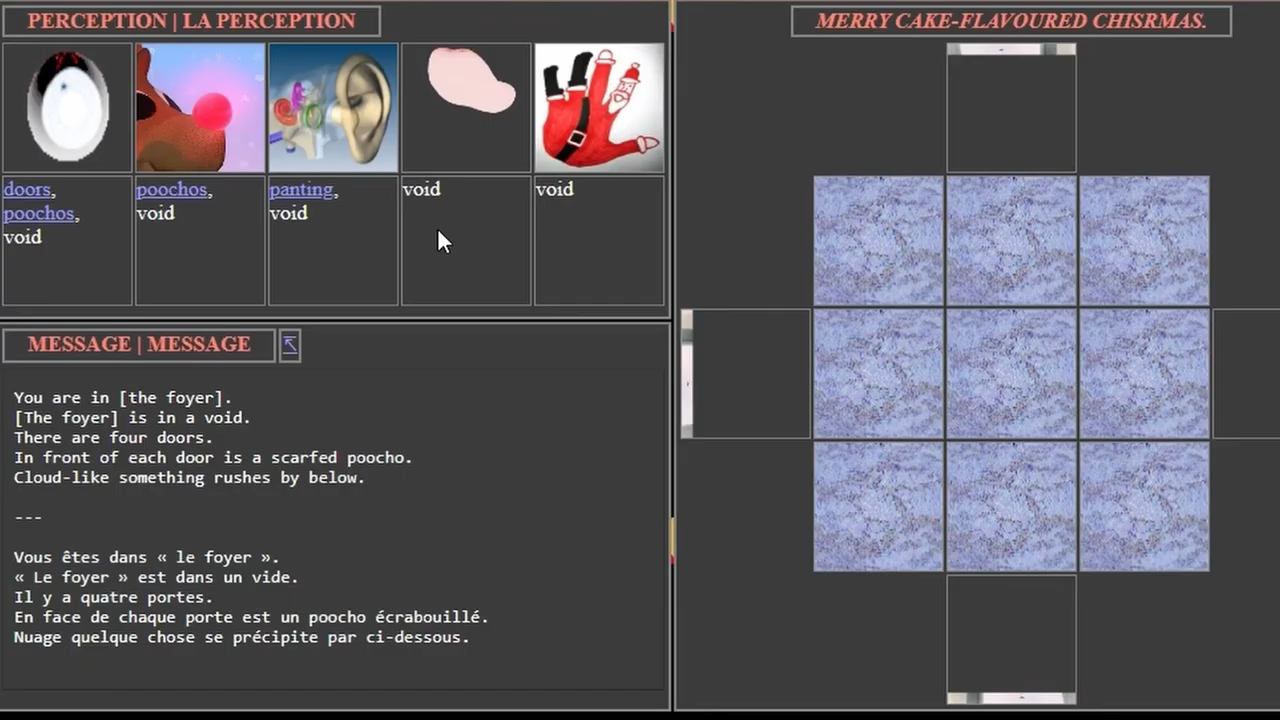 PERCEPTION | LA PERCEPTION
doors,
poochos,
void
poochos,
void
panting,
void
void
void
MESSAGE | MESSAGE
You are in [the foyer].
[The foyer] is in a void.
There are four doors.
In front of each door is a scarfed poocho.
Cloud-like something rushes by below.
---
Vous êtes dans « le foyer ».
« Le foyer » est dans un vide.
Il y a quatre portes.
En face de chaque porte est un poocho écrabouillé.
Nuage quelque chose se précipite par ci-dessous.
MERRY CAKE-FLAVOURED CHISRMAS.